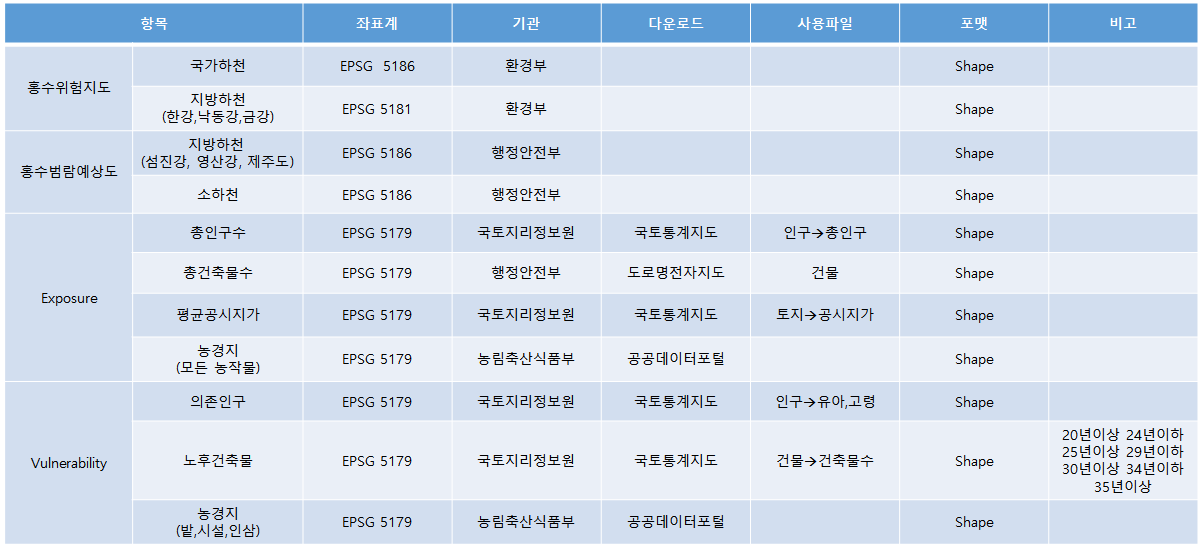 항목 좌표계 기관 다운로드 사용파일 포맷 비고
홍수위험지도 국가하천 EPSG 5186 환경부 Shape
지방하천
(한강,낙동강,금강) EPSG 5181 환경부 Shape
홍수범람예상도 지방하천
(섬진강, 영산강, 제주도) EPSG 5186 행정안전부 Shape
소하천 EPSG 5186 행정안전부 Shape
Exposure 총인구수 EPSG 5179 국토지리정보원 국토통계지도 인구→총인구 Shape
총건축물수 EPSG 5179 행정안전부 도로명전자지도 건물 Shape
평균공시지가 EPSG 5179 국토지리정보원 국토통계지도 토지→공시지가 Shape
농경지
(모든 농작물) EPSG 5179 농림축산식품부 공공데이터포털 Shape
Vulnerability 의존인구 EPSG 5179 국토지리정보원 국토통계지도 인구→유아,고령 Shape
노후건축물 EPSG 5179 국토지리정보원 국토통계지도 건물→건축물수 Shape
20년이상 24년이하
25년이상 29년이하
30년이상 34년이하
35년이상
농경지
(밭,시설,인삼) EPSG 5179 농림축산식품부 공공데이터포털 Shape